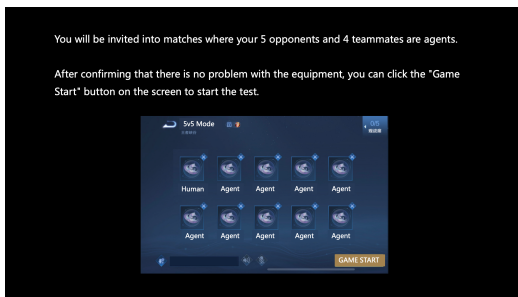 You will be invited into matches where your 5 opponents and 4 teammates are agents.
After confirming that there is no problem with the equipment, you can click the "Game
Start" button on the screen to start the test.
5v5 Mode
0/5
Human Agent Agent Agent Agent
Agent Agent Agent Agent Agent
GAME START